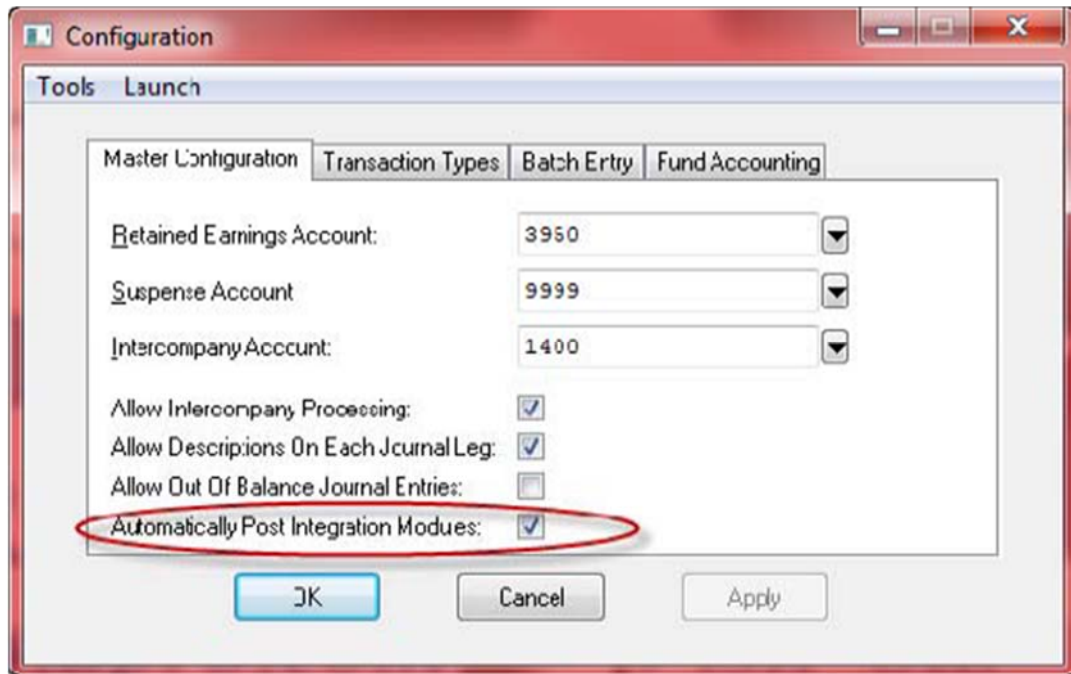 Configuration
Tools Launch
Master Configuration Transaction Types Batch Entry Fund Accounting
Retained Earnings Account: 3950
Suspense Account 9999
Intercompany Account: 1400
Allow Intercompany Processing:
Allow Descriptions On Each Journal Leg:
Allow Out Of Balance Journal Entries:
Automatically Post Integration Modules:
OK Cancel Apply